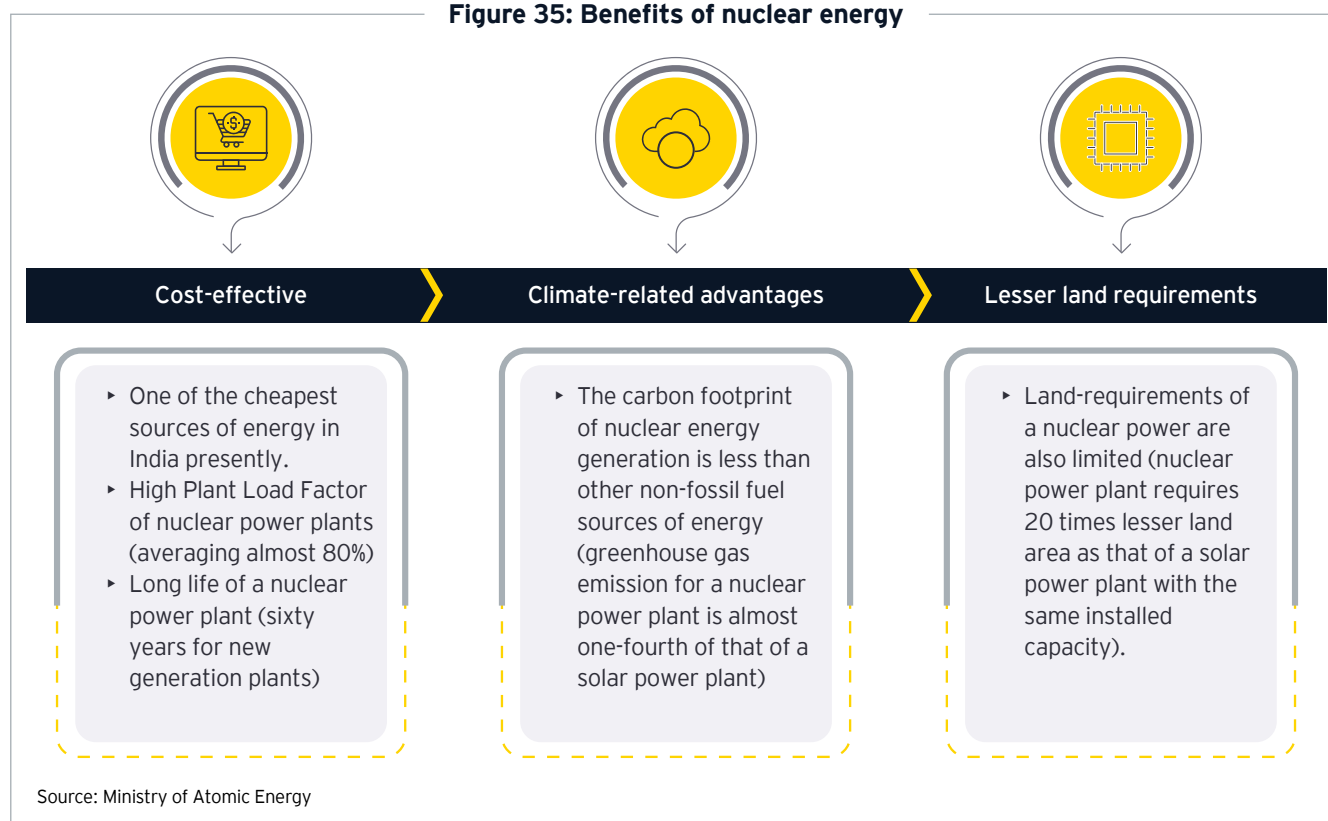 Figure 35: Benefits of nuclear energy
$
Cost-effective
Climate-related advantages
Lesser land requirements
▸ One of the cheapest
sources of energy in
India presently.
▸ High Plant Load Factor
of nuclear power plants
(averaging almost 80%)
▸ Long life of a nuclear
power plant (sixty
years for new
generation plants)
▸ The carbon footprint
of nuclear energy
generation is less than
other non-fossil fuel
sources of energy
(greenhouse gas
emission for a nuclear
power plant is almost
one-fourth of that of a
solar power plant)
▸ Land-requirements of
a nuclear power are
also limited (nuclear
power plant requires
20 times lesser land
area as that of a solar
power plant with the
same installed
capacity).
Source: Ministry of Atomic Energy